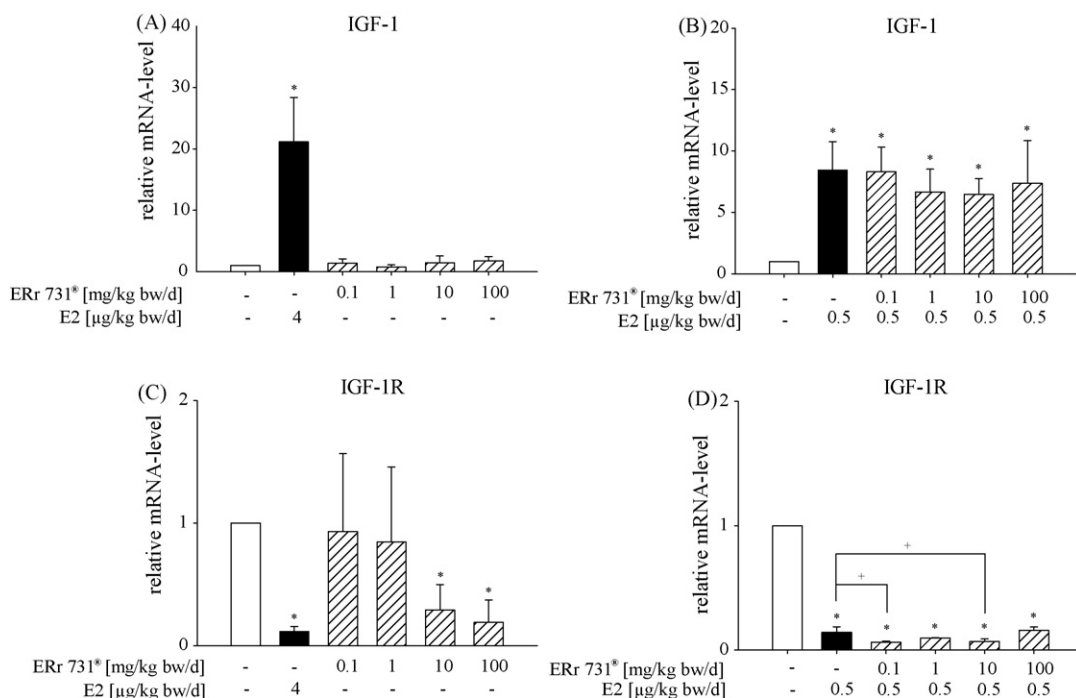 (A) IGF-1
relative mRNA-level
40
30
20
10
0
*
ERr 731® [mg/kg bw/d] - - 0.1 1 10 100
E2 [µg/kg bw/d] - 4 - - - -
(B) IGF-1
relative mRNA-level
20
15
10
5
0
* * * * *
ERr 731® [mg/kg bw/d] - - 0.1 1 10 100
E2 [µg/kg bw/d] - 0.5 0.5 0.5 0.5 0.5
(C) IGF-1R
relative mRNA-level
2
1
0
* * *
ERr 731® [mg/kg bw/d] - - 0.1 1 10 100
E2 [µg/kg bw/d] - 4 - - - -
(D) IGF-1R
relative mRNA-level
2
1
0
+
+
* * * * *
ERr 731® [mg/kg bw/d] - - 0.1 1 10 100
E2 [µg/kg bw/d] - 0.5 0.5 0.5 0.5 0.5